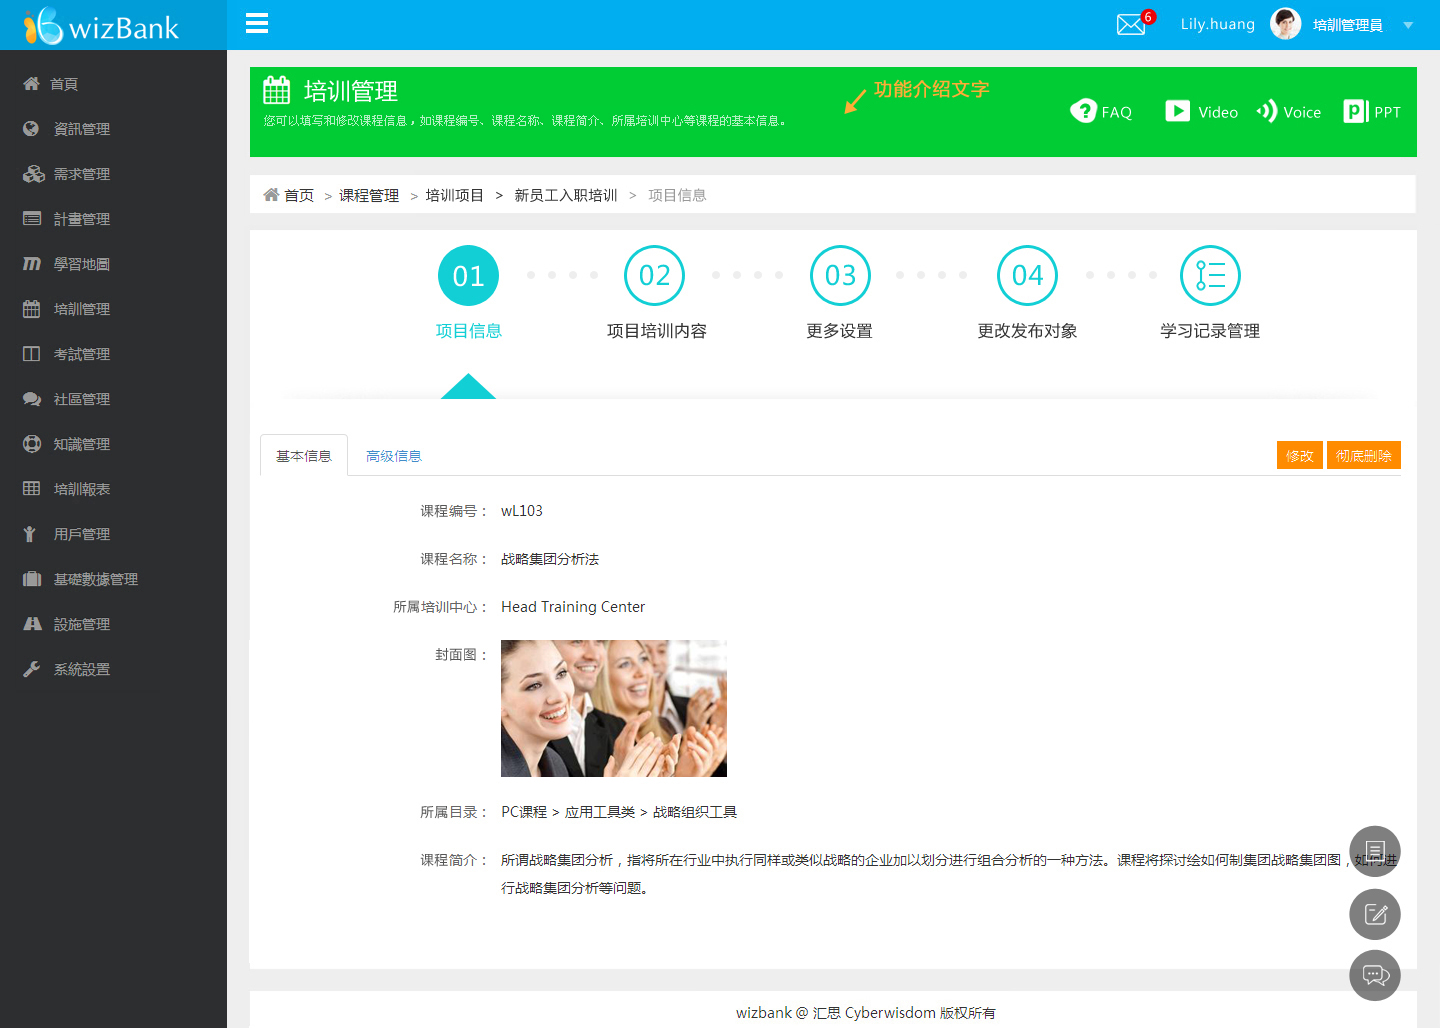 wizBank
6
Lily.huang
培訓管理員
首頁
資訊管理
需求管理
計畫管理
學習地圖
培訓管理
考試管理
社區管理
知識管理
培訓報表
用戶管理
基礎數據管理
設施管理
系統設置
培训管理
功能介绍文字
您可以填写和修改课程信息，如课程编号、课程名称、课程简介、所属培训中心等课程的基本信息。
FAQ
Video
Voice
PPT
首页 > 课程管理 > 培训项目 > 新员工入职培训 > 项目信息
01 02 03 04
项目信息 项目培训内容 更多设置 更改发布对象 学习记录管理
基本信息 高级信息 修改 彻底删除
课程编号： wL103
课程名称： 战略集团分析法
所属培训中心： Head Training Center
封面图：
所属目录： PC课程 > 应用工具类 > 战略组织工具
课程简介： 所谓战略集团分析，指将所在行业中执行同样或类似战略的企业加以划分进行组合分析的一种方法。课程将探讨绘如何制集团战略集团图，如何进
行战略集团分析等问题。
wizbank @ 汇思 Cyberwisdom 版权所有